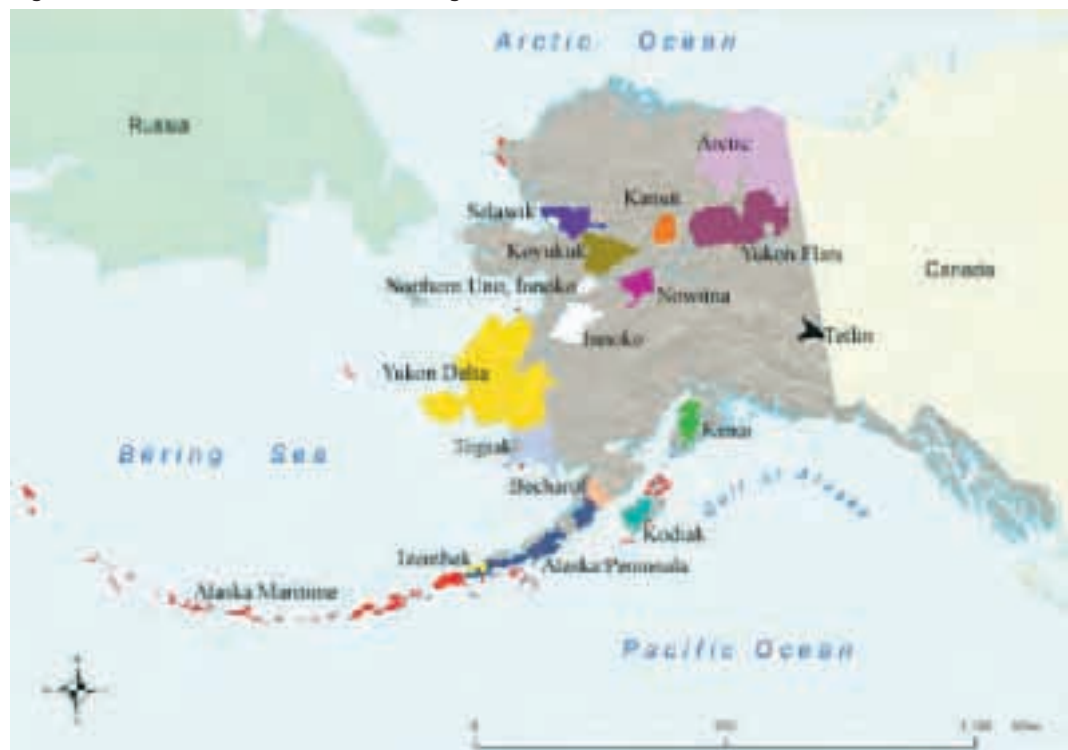 Arctic Ocean
Russia
Arctic
Selawik
Kanuti
Koyukuk
Yukon Flats
Canada
Northern Unit, Innoko
Nowitna
Innoko
Tetlin
Yukon Delta
Kenai
Togiak
Bering Sea
Becharof
Gulf of Alaska
Kodiak
Izembek
Alaska Peninsula
Alaska Maritime
Pacific Ocean
0